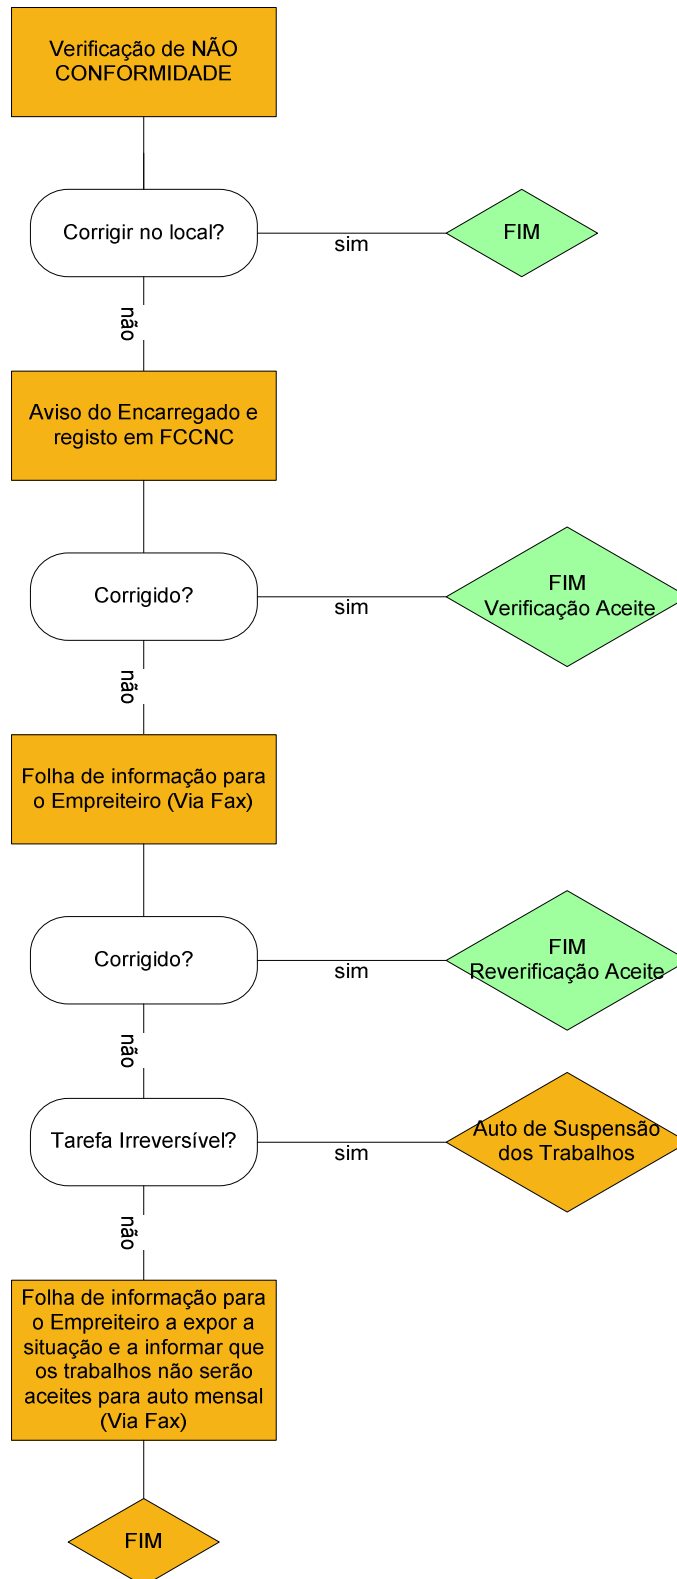 Verificação de NÃO
CONFORMIDADE
Corrigir no local?
sim
FIM
não
Aviso do Encarregado e
registo em FCCNC
Corrigido?
sim
FIM
Verificação Aceite
não
Folha de informação para
o Empreiteiro (Via Fax)
Corrigido?
sim
FIM
Reverificação Aceite
não
Tarefa Irreversível?
sim
Auto de Suspensão
dos Trabalhos
não
Folha de informação para
o Empreiteiro a expor a
situação e a informar que
os trabalhos não serão
aceites para auto mensal
(Via Fax)
FIM